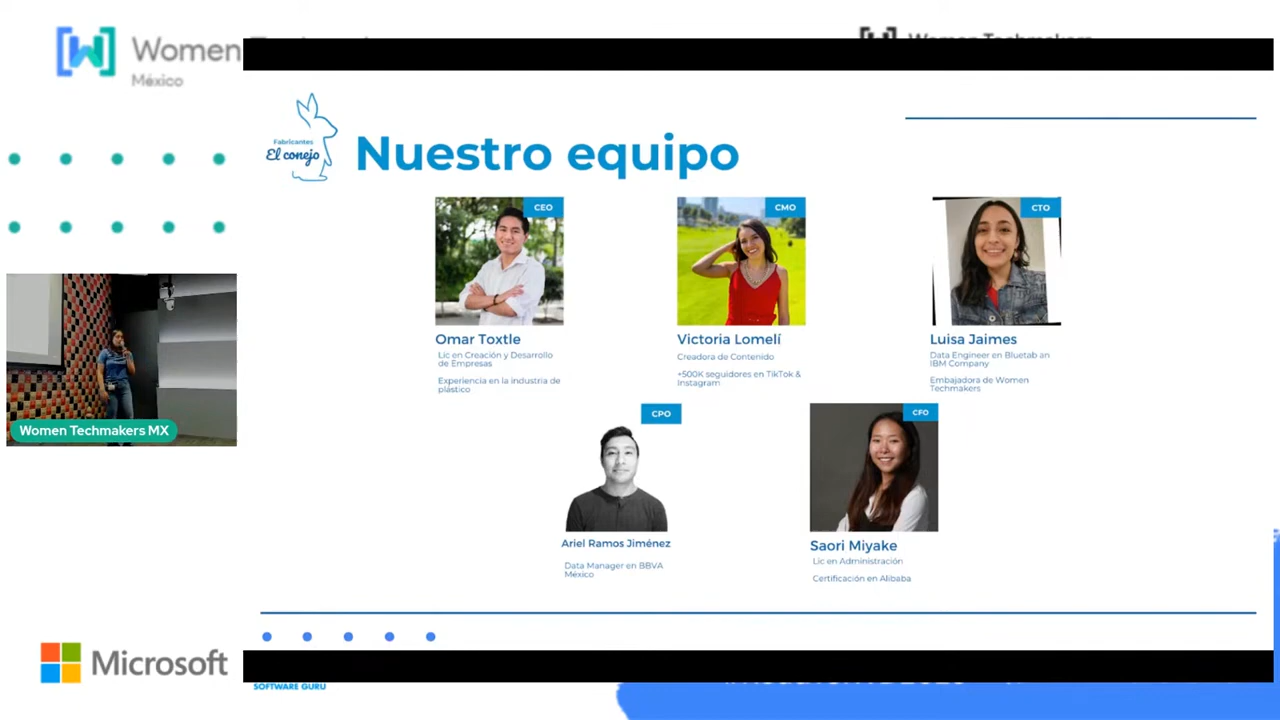 Women
México
Fabricantes
El conejo
Nuestro equipo
CEO
CMO
CTO
Omar Toxtle
Lic en Creación y Desarrollo
de Empresas
Experiencia en la industria de
plástico
Victoria Lomelí
Creadora de Contenido
+500K seguidores en TikTok &
Instagram
Luisa Jaimes
Data Engineer en Bluetab an
IBM Company
Embajadora de Women
Techmakers
Women Techmakers MX
CPO
CFO
Ariel Ramos Jiménez
Data Manager en BBVA
México
Saori Miyake
Lic en Administración
Certificación en Alibaba
Microsoft
SOFTWARE GURU